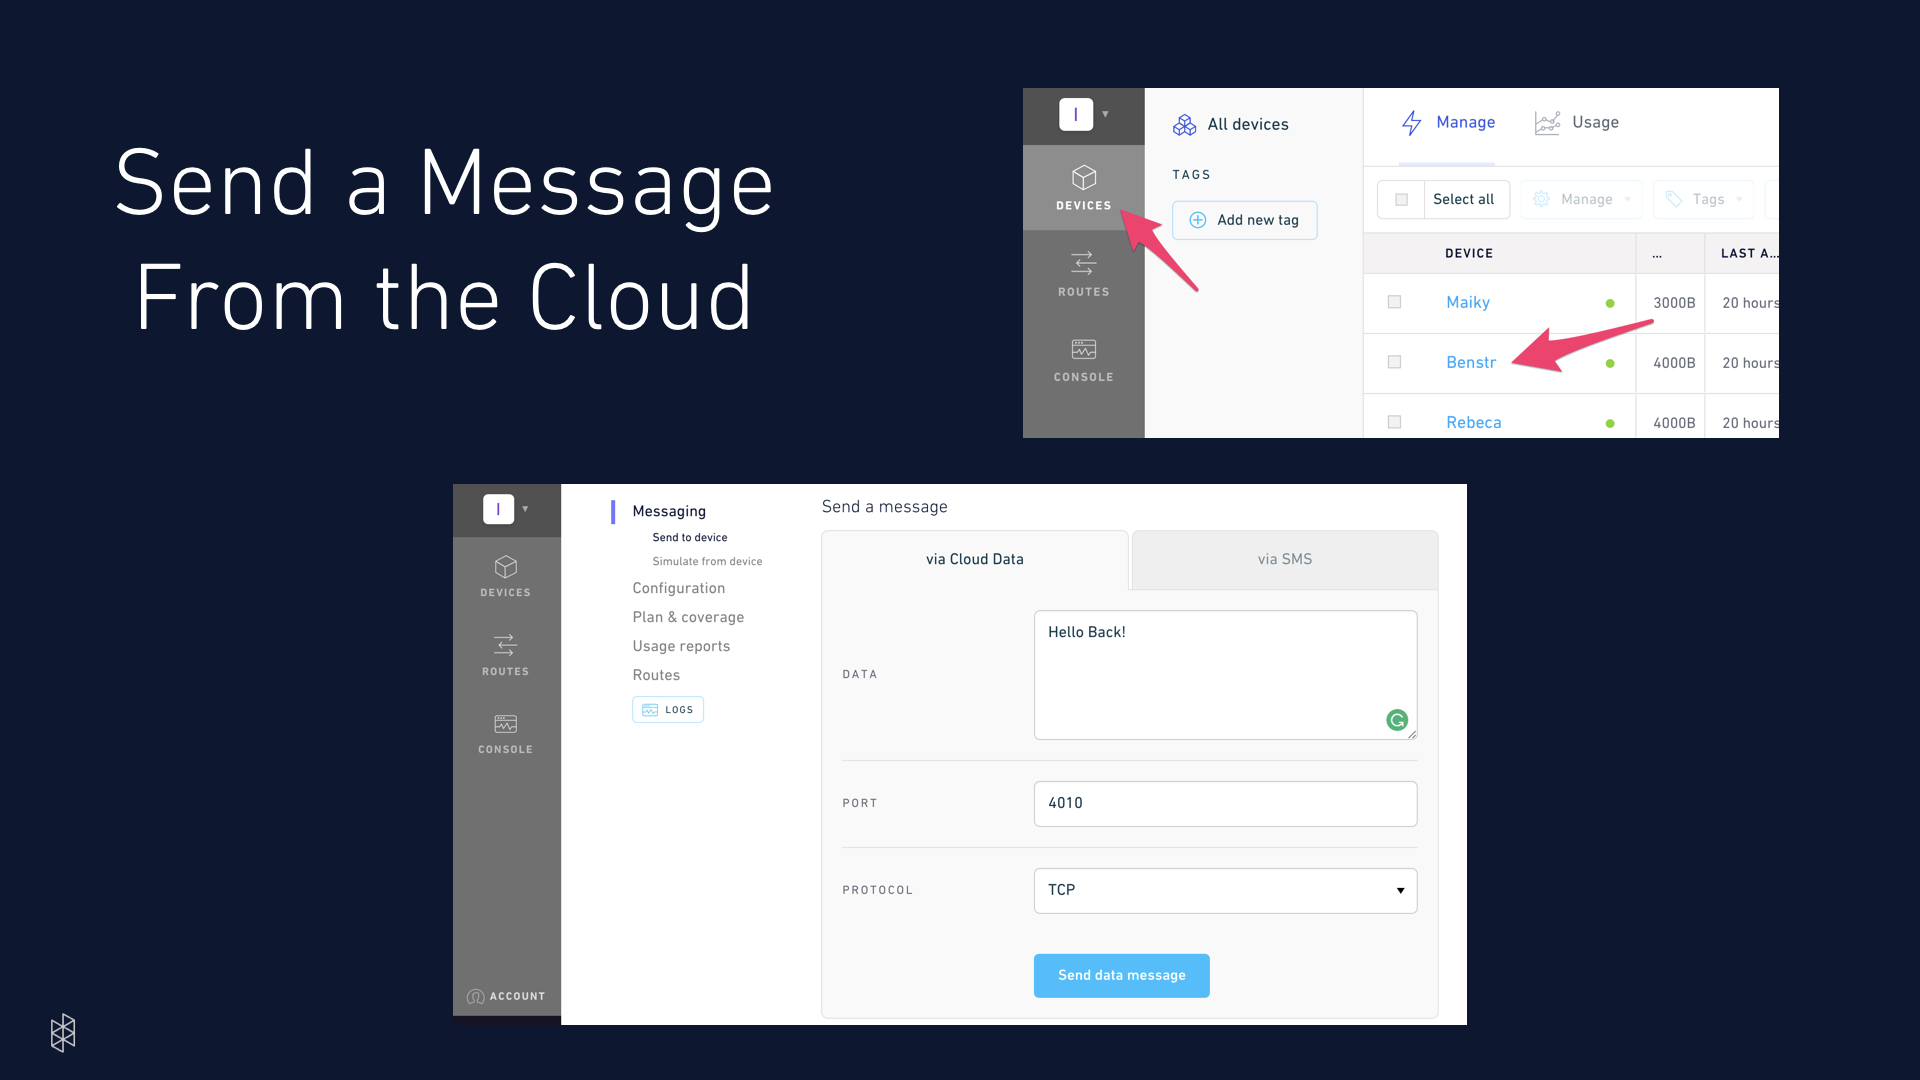 Send a Message
From the Cloud
I
DEVICES
ROUTES
CONSOLE
All devices
TAGS
Add new tag
Manage
Usage
Select all
Manage
Tags
DEVICE ... LAST A...
Maiky 3000B 20 hours
Benstr 4000B 20 hours
Rebeca 4000B 20 hours
I
DEVICES
ROUTES
CONSOLE
ACCOUNT
Messaging
Send to device
Simulate from device
Configuration
Plan & coverage
Usage reports
Routes
LOGS
Send a message
via Cloud Data
via SMS
DATA
Hello Back!
PORT
4010
PROTOCOL
TCP
Send data message